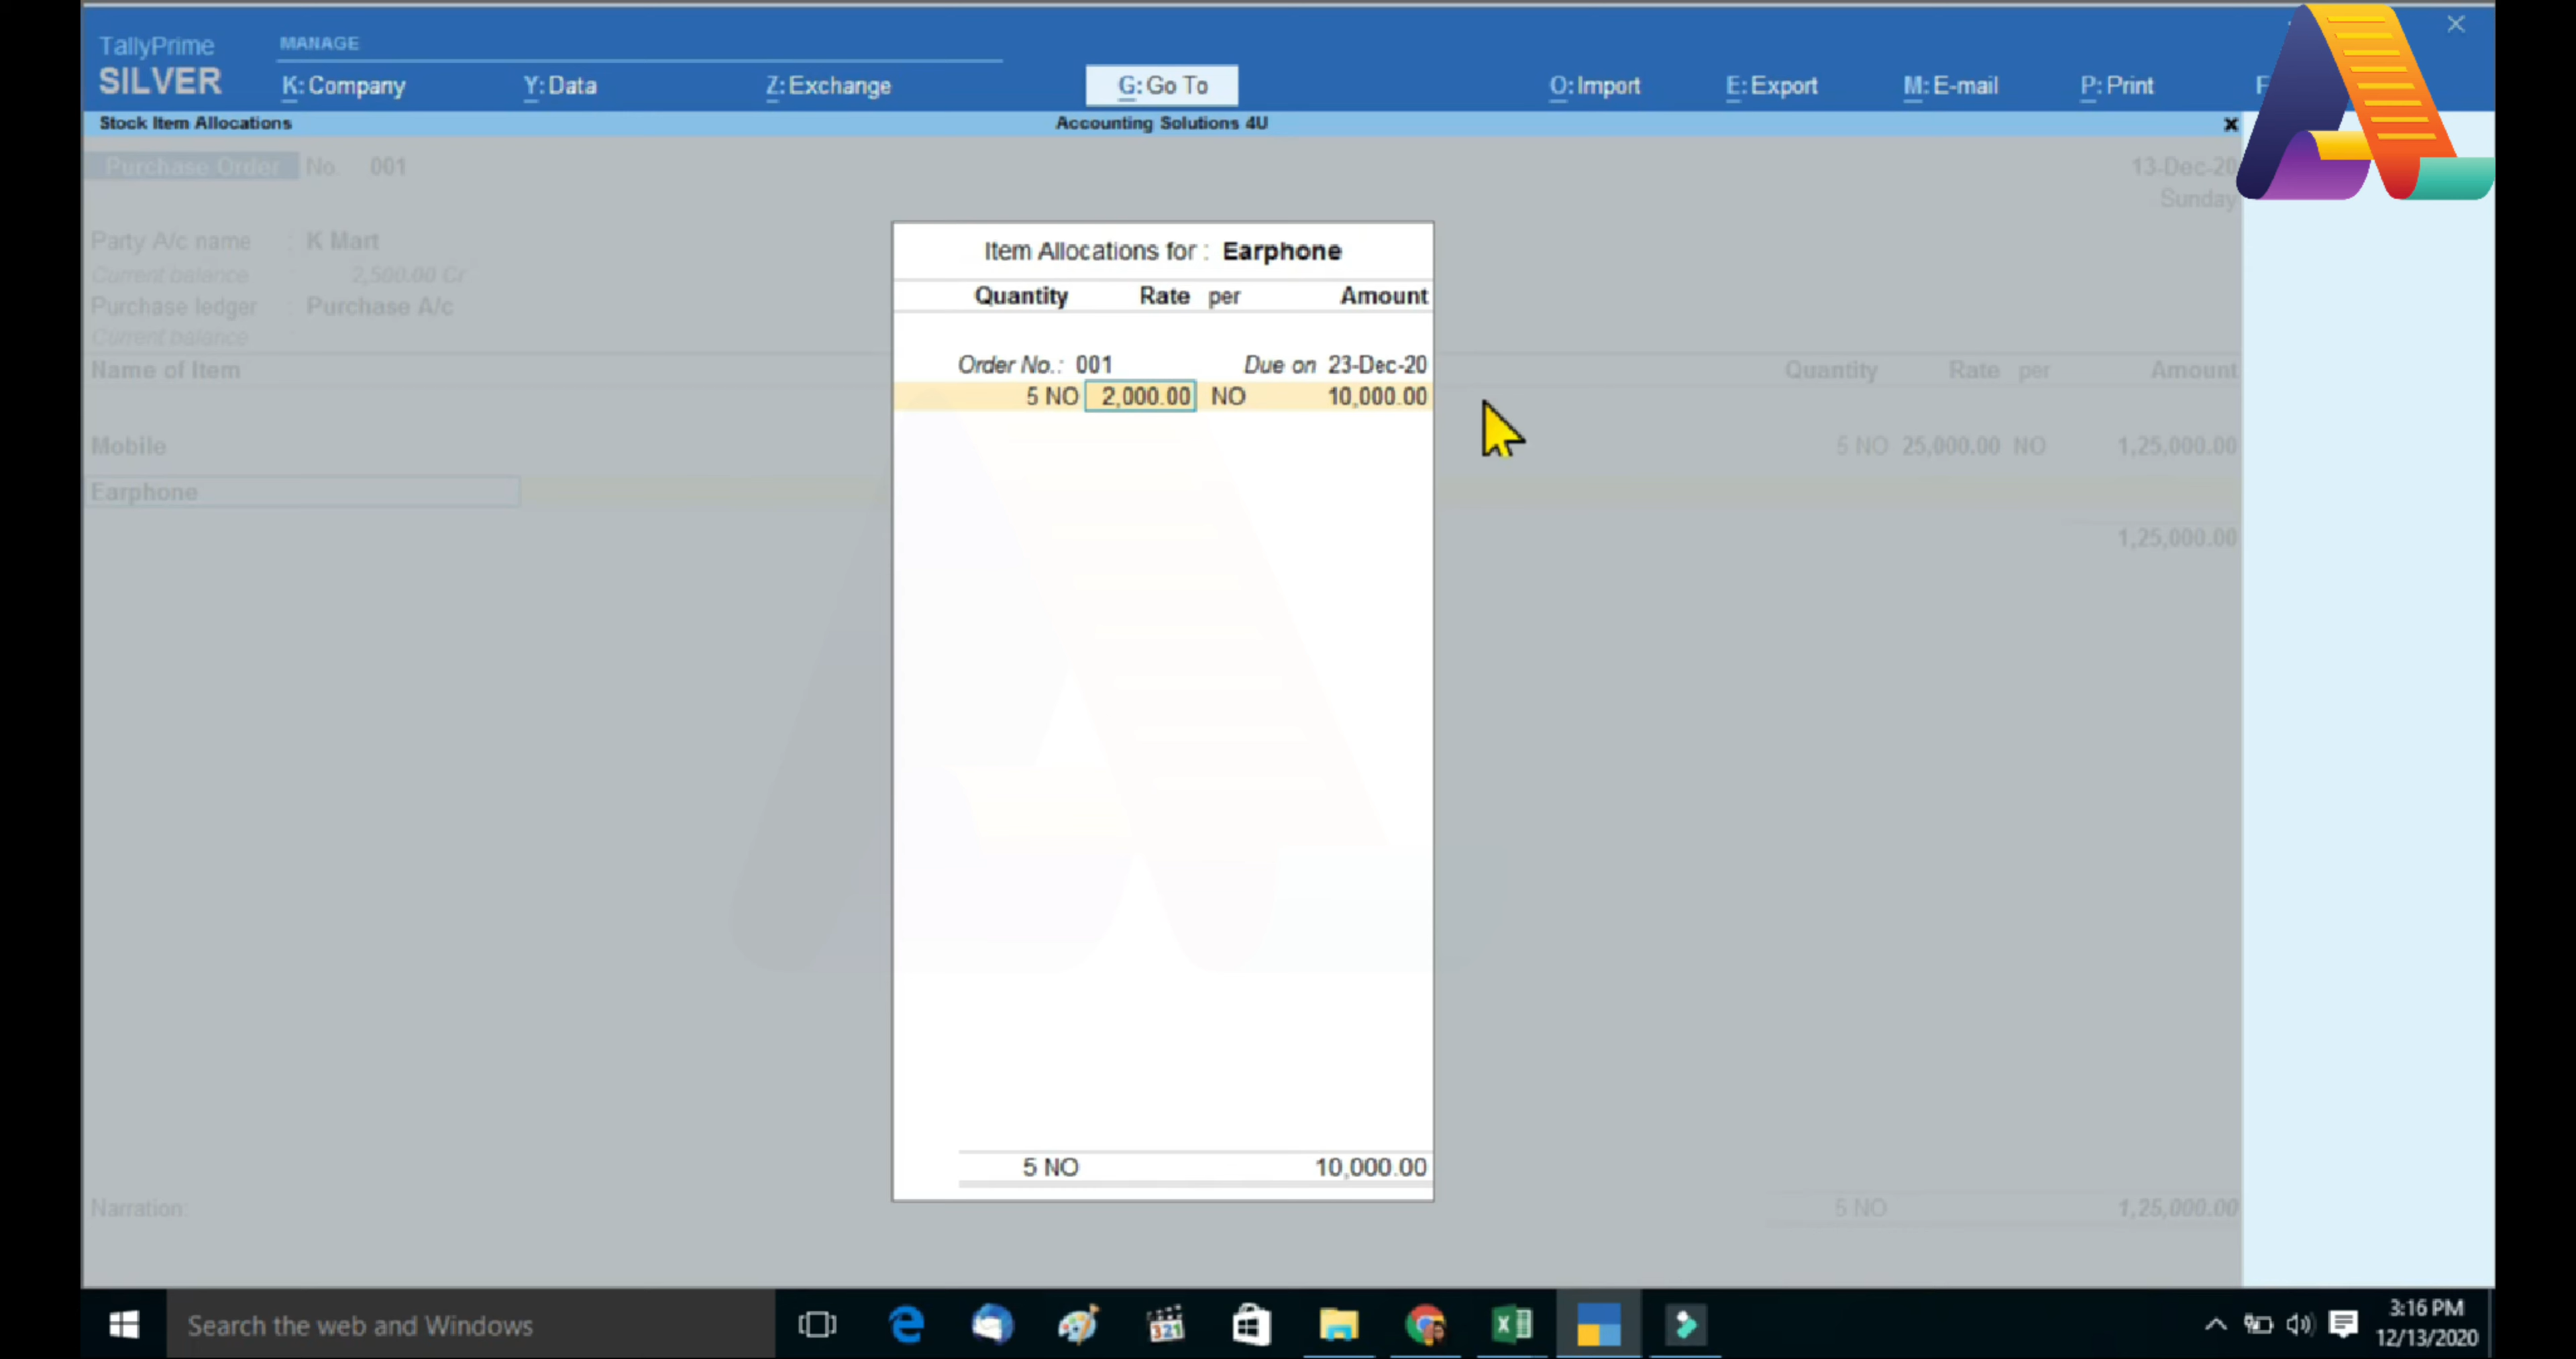 TallyPrime
MANAGE
SILVER
K: Company
Y: Data
Z: Exchange
G: Go To
O: Import
E: Export
M: E-mail
P: Print
Stock Item Allocations
Accounting Solutions 4U
Purchase Order No. 001
13-Dec-20
Sunday
Party A/c name : K Mart
Current balance 2,500.00 Cr
Purchase ledger : Purchase A/c
Current balance :
Name of Item
Quantity Rate per Amount
Mobile 5 NO 25,000.00 NO 1,25,000.00
Earphone
1,25,000.00
Item Allocations for : Earphone
Quantity Rate per Amount
Order No.: 001 Due on 23-Dec-20
5 NO 2,000.00 NO 10,000.00
5 NO 10,000.00
Narration:
5 NO 1,25,000.00
Search the web and Windows
321
3:16 PM
12/13/2020